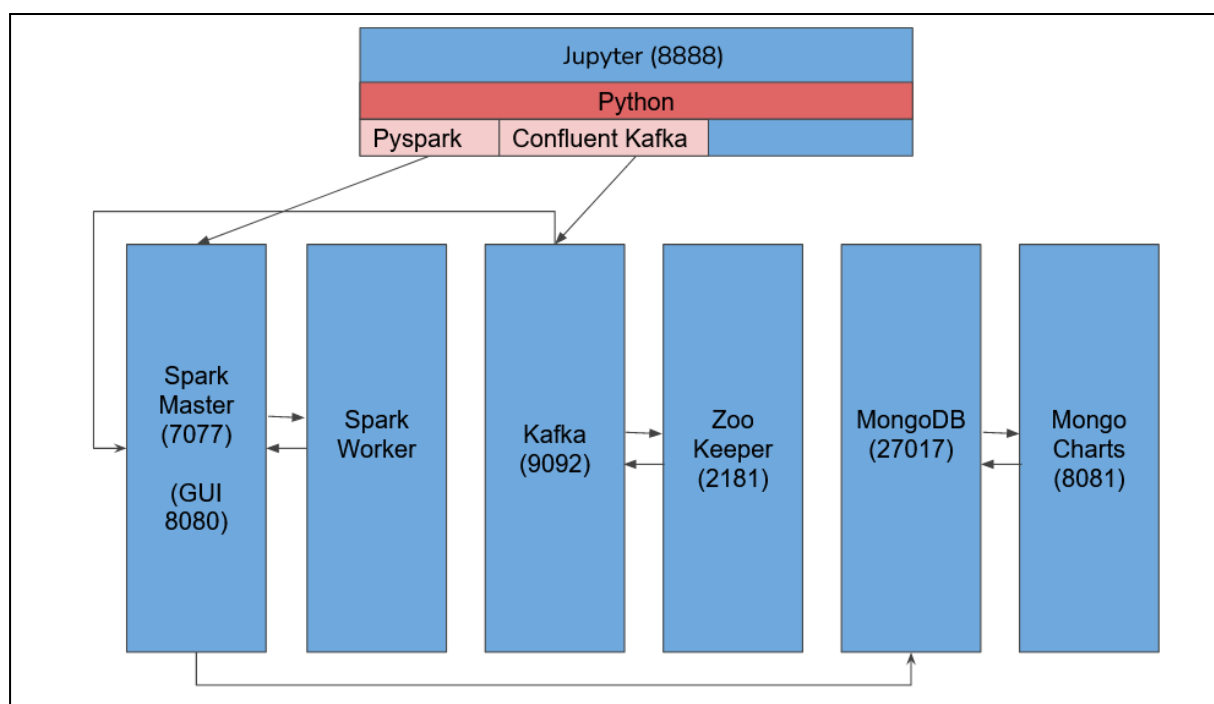 Jupyter (8888)
Python
Pyspark
Confluent Kafka
Spark
Master
(7077)
(GUI
8080)
Spark
Worker
Kafka
(9092)
Zoo
Keeper
(2181)
MongoDB
(27017)
Mongo
Charts
(8081)